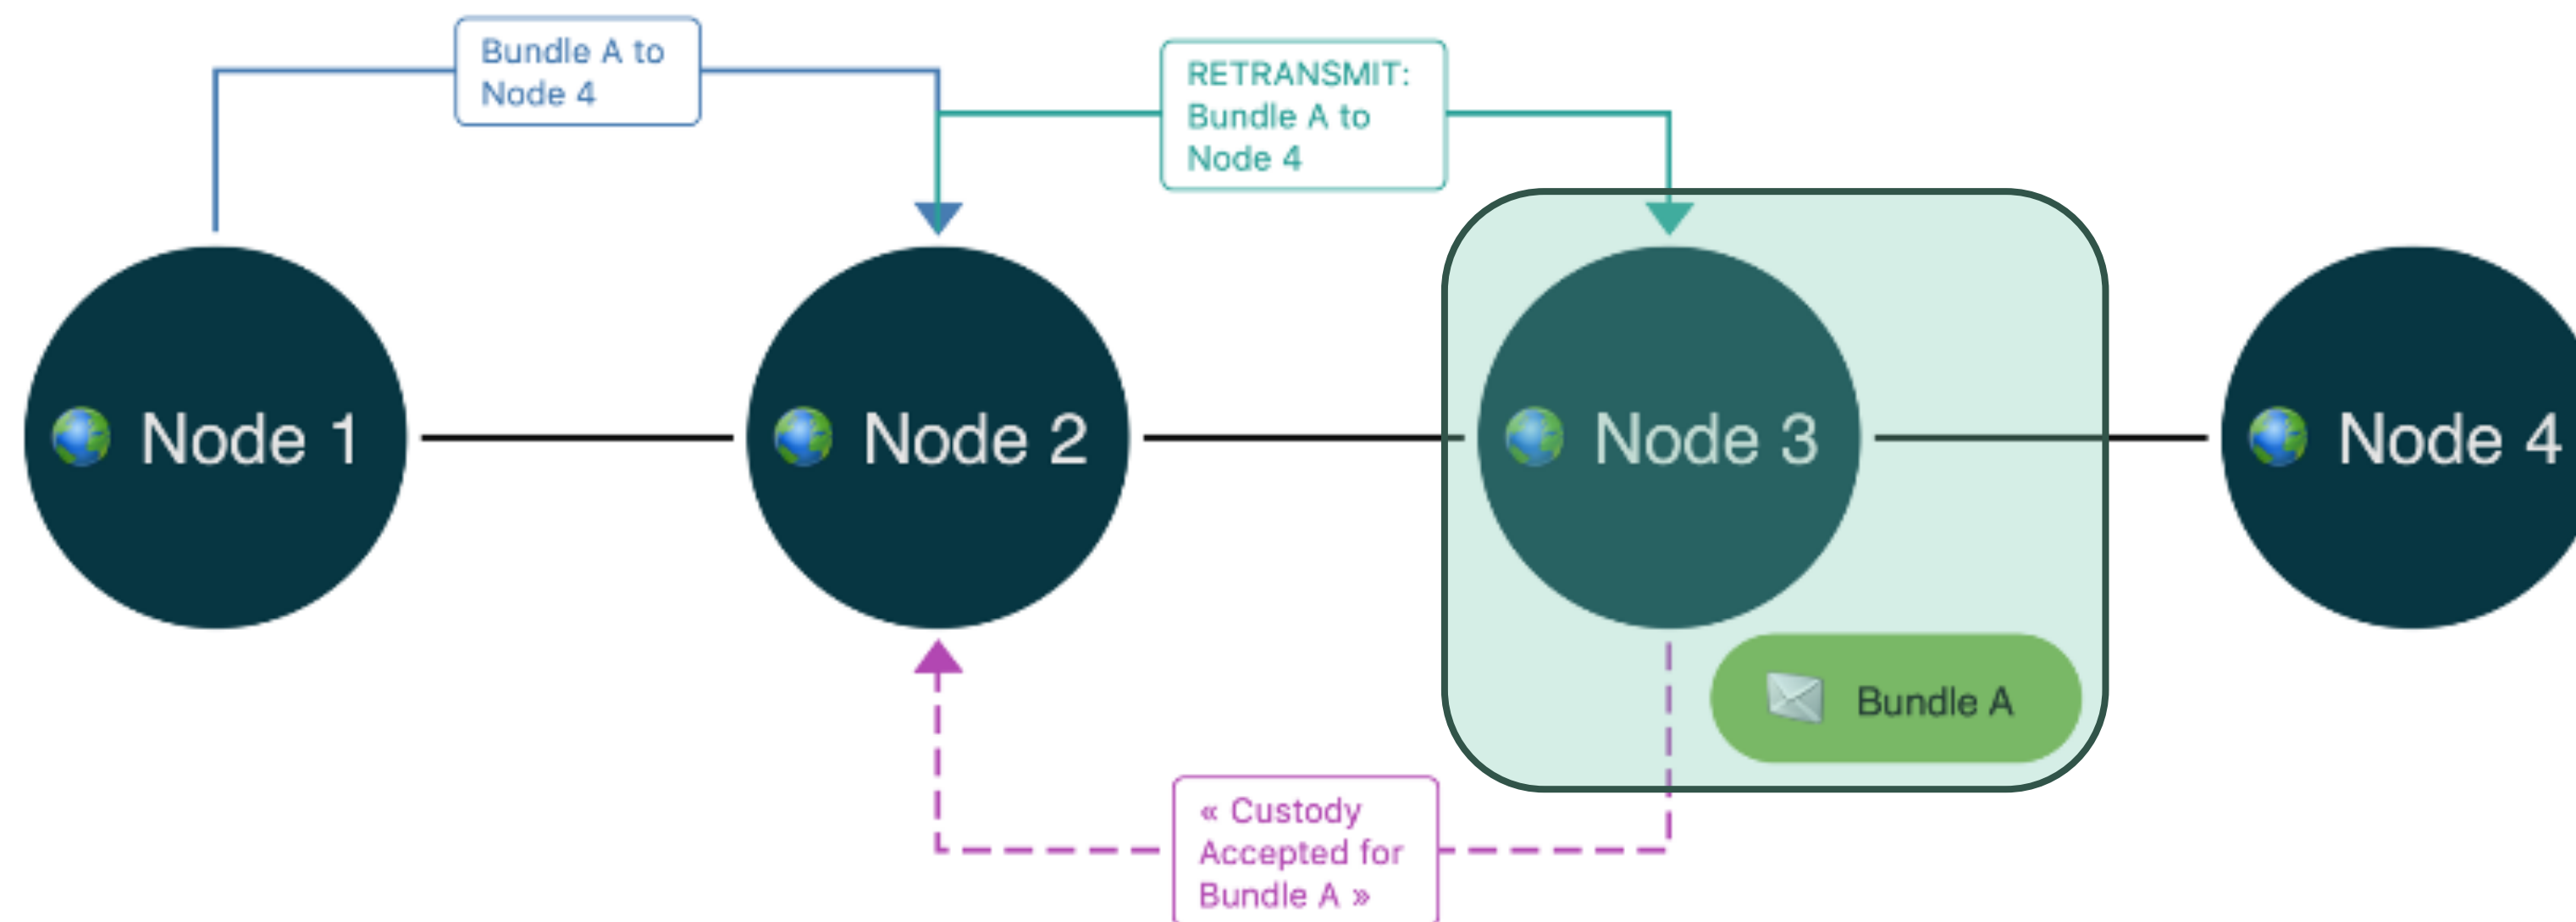 Bundle A to
Node 4
RETRANSMIT:
Bundle A to
Node 4
Node 1
Node 2
Node 3
Node 4
Bundle A
« Custody
Accepted for
Bundle A »